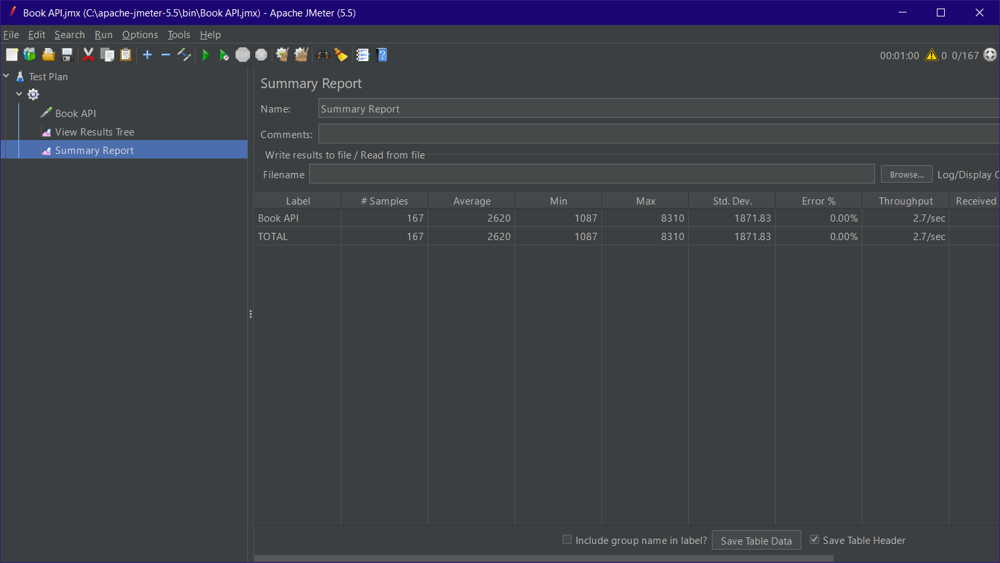 Book API.jmx (C:\apache-jmeter-5.5\bin\Book API.jmx) - Apache JMeter (5.5)
File Edit Search Run Options Tools Help
STOP
?
00:01:00 0 0/167
Test Plan
Book API
View Results Tree
Summary Report
Summary Report
Name: Summary Report
Comments:
Write results to file / Read from file
Filename Browse... Log/Display
Label # Samples Average Min Max Std. Dev. Error % Throughput Received
Book API 167 2620 1087 8310 1871.83 0.00% 2.7/sec
TOTAL 167 2620 1087 8310 1871.83 0.00% 2.7/sec
Include group name in label? Save Table Data Save Table Header